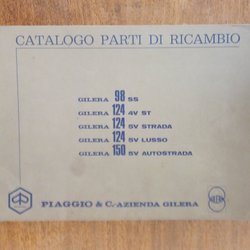 CATALOGO PARTI DI RICAMBIO
GILERA 98 SS
GILERA 124 4V ST
GILERA 124 5V STRADA
GILERA 124 5V LUSSO
GILERA 150 5V AUTOSTRADA
PIAGGIO & C.-AZIENDA GILERA